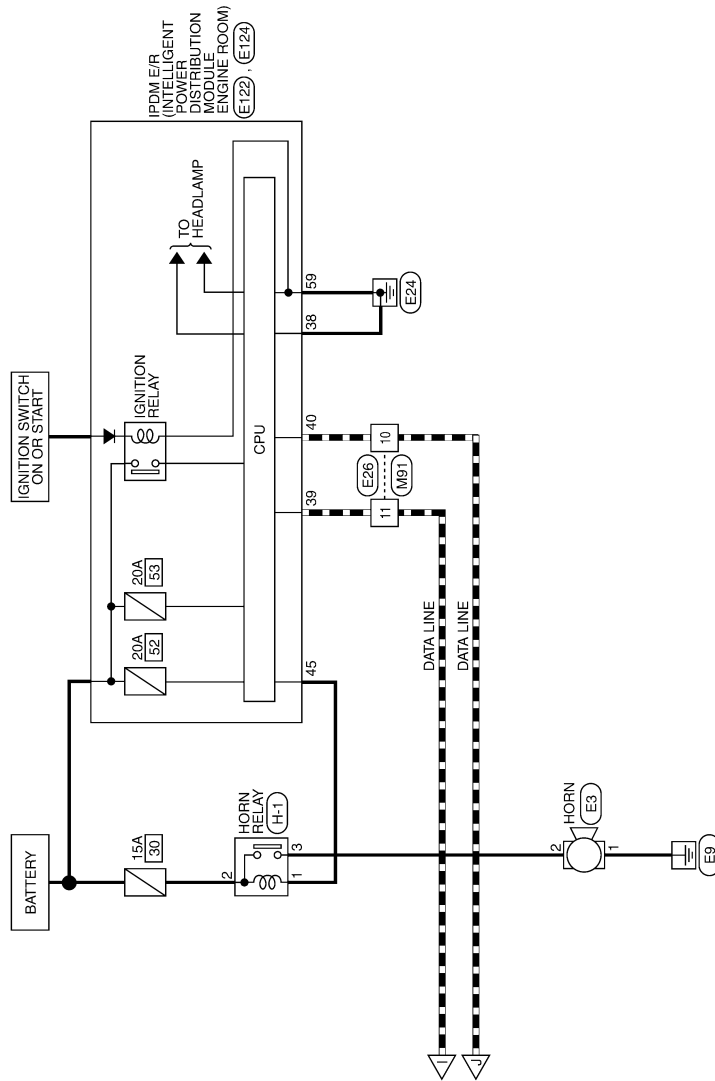 BATTERY
IGNITION SWITCH
ON OR START
IPDM E/R
(INTELLIGENT
POWER
DISTRIBUTION
MODULE
ENGINE ROOM)
E122 , E124
15A
30
20A
52
20A
53
IGNITION
RELAY
TO
HEADLAMP
CPU
HORN
RELAY
H-1
2
1
3
45
39
40
38
59
E24
11
10
E26
M91
DATA LINE
DATA LINE
HORN
E3
2
1
E9
I
J